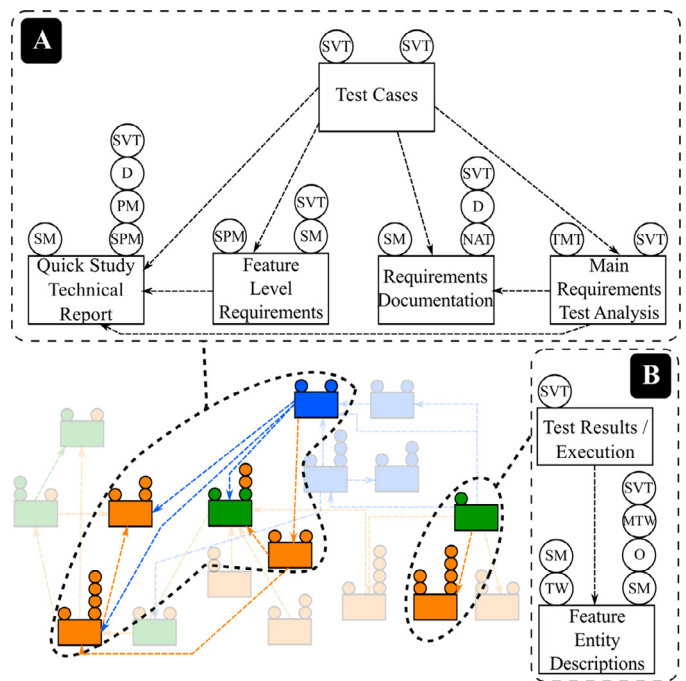 A
SVT
SVT
Test Cases
SVT
D
PM
SPM
SM
Quick Study
Technical
Report
SPM
SVT
SM
Feature
Level
Requirements
SM
SVT
D
NAT
Requirements
Documentation
TMT
SVT
Main
Requirements
Test Analysis
B
SVT
Test Results /
Execution
SVT
MTW
O
SM
SM
TW
Feature
Entity
Descriptions